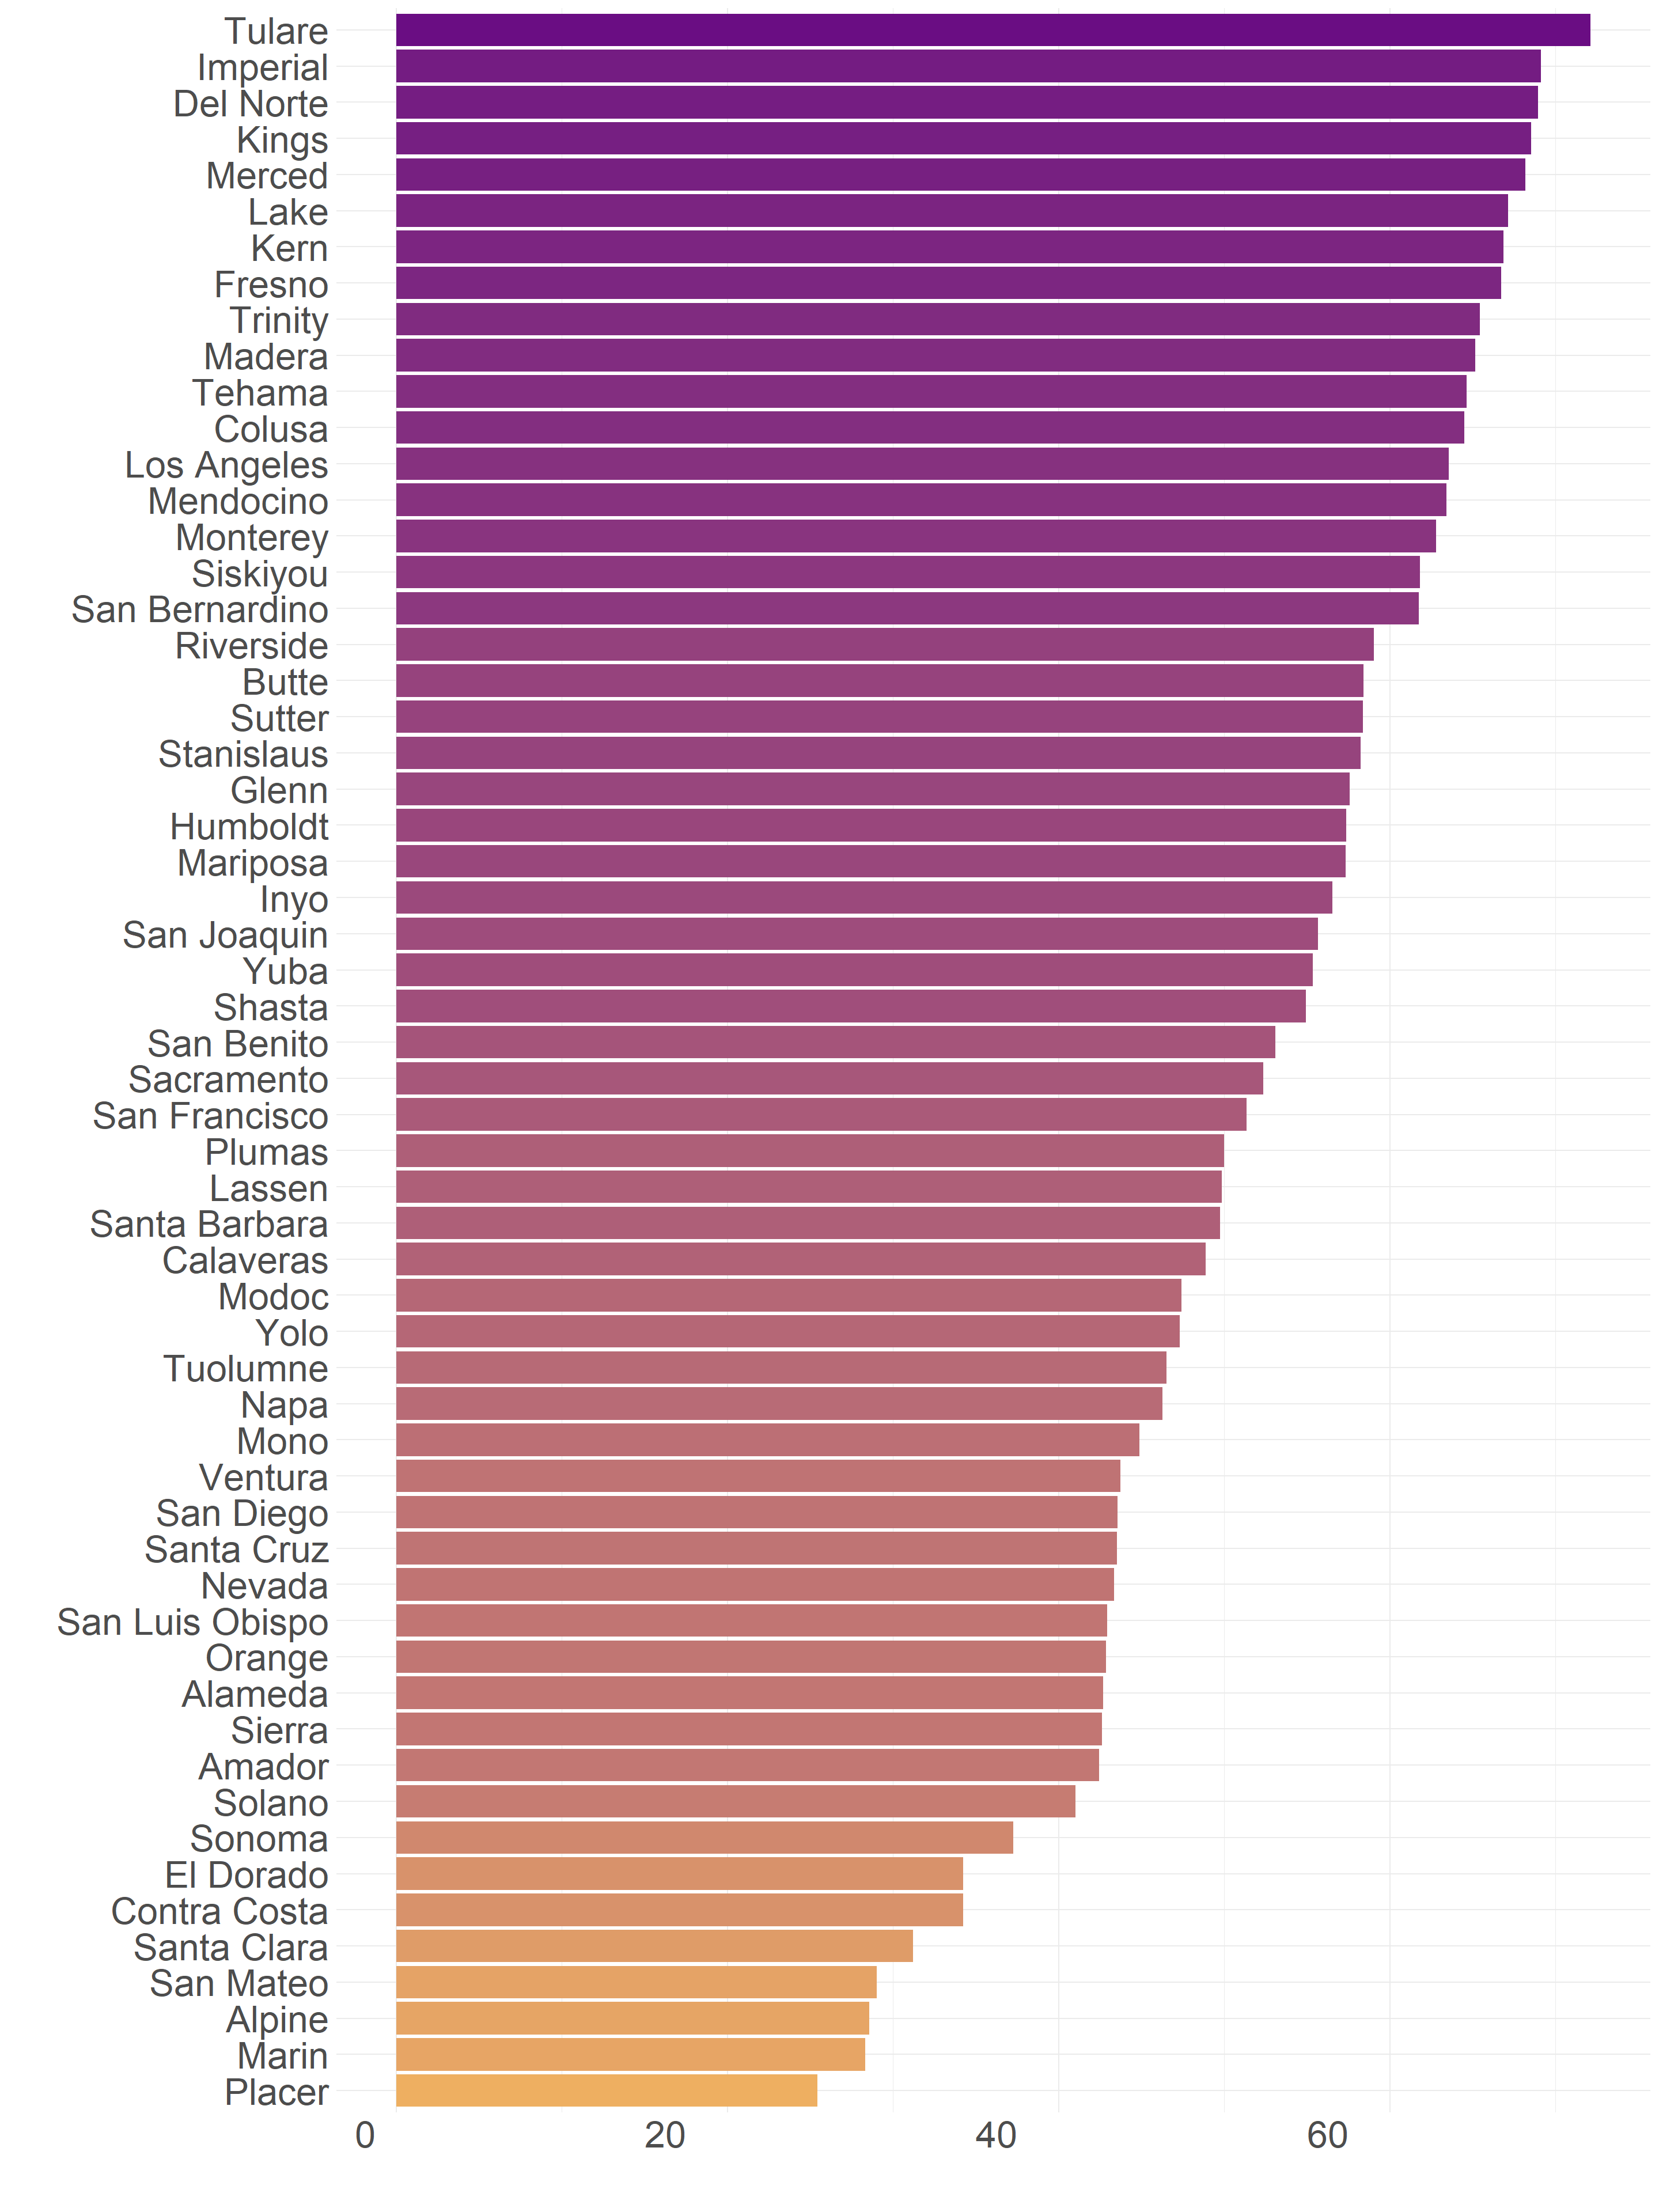 Tulare
Imperial
Del Norte
Kings
Merced
Lake
Kern
Fresno
Trinity
Madera
Tehama
Colusa
Los Angeles
Mendocino
Monterey
Siskiyou
San Bernardino
Riverside
Butte
Sutter
Stanislaus
Glenn
Humboldt
Mariposa
Inyo
San Joaquin
Yuba
Shasta
San Benito
Sacramento
San Francisco
Plumas
Lassen
Santa Barbara
Calaveras
Modoc
Yolo
Tuolumne
Napa
Mono
Ventura
San Diego
Santa Cruz
Nevada
San Luis Obispo
Orange
Alameda
Sierra
Amador
Solano
Sonoma
El Dorado
Contra Costa
Santa Clara
San Mateo
Alpine
Marin
Placer
0 20 40 60